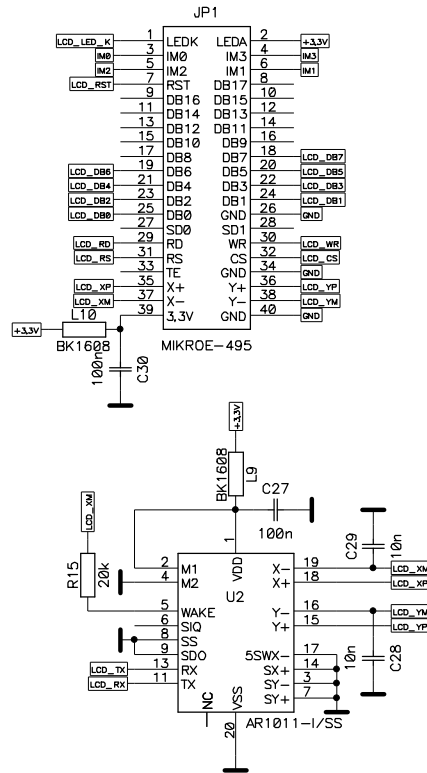 JP1
LCD_LED_K 1 LEDK LEDA 2 +3,3V
IM0 3 IM0 IM3 4 IM3
IM2 5 IM2 IM1 6 IM1
LCD_RST 7 RST DB17 8
9 DB16 DB15 10
11 DB14 DB13 12
13 DB12 DB11 14
15 DB10 DB9 16
17 DB8 DB7 18 LCD_DB7
LCD_DB6 19 DB6 DB5 20 LCD_DB5
LCD_DB4 21 DB4 DB3 22 LCD_DB3
LCD_DB2 23 DB2 DB1 24 LCD_DB1
LCD_DB0 25 DB0 GND 26 GND
27 SD0 SD1 28
LCD_RD 29 RD WR 30 LCD_WR
LCD_RS 31 RS CS 32 LCD_CS
33 TE GND 34 GND
LCD_XP 35 X+ Y+ 36 LCD_YP
LCD_XM 37 X- Y- 38 LCD_YM
39 3,3V GND 40 GND
L10
+3,3V
BK1608
MIKROE-495
100n
C30
+3,3V
BK1608
L9
C27
100n
LCD_XM
R15
20k
1
VDD
U2
C29
10n
2 M1 X- 19 LCD_XM
4 M2 X+ 18 LCD_XP
5 WAKE Y- 16 LCD_YM
6 SIQ Y+ 15 LCD_YP
8 SS
9 SDO 5SWX- 17
LCD_TX 13 RX SX+ 14
LCD_RX 11 TX SY- 3
SY+ 7
10n
C28
NC
VSS
20
AR1011-I/SS